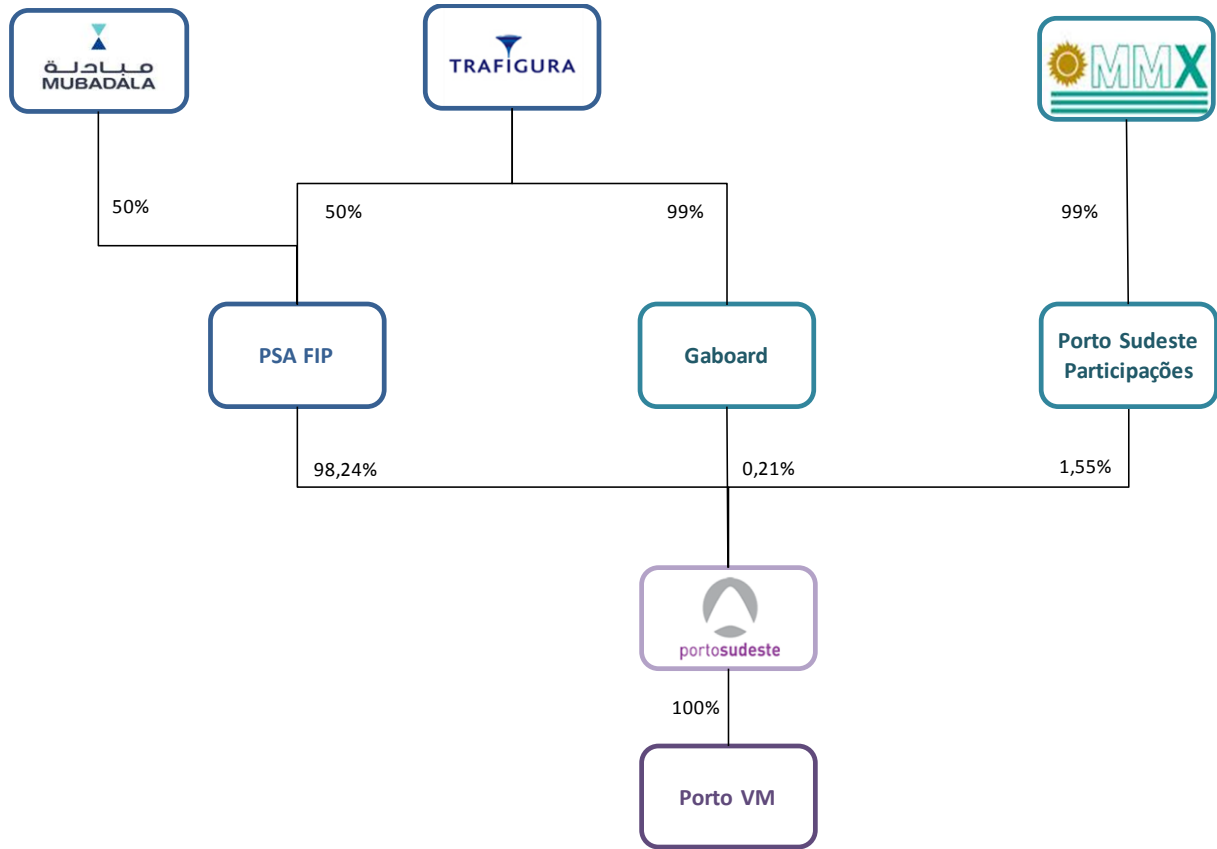 مبادلة
MUBADALA
TRAFIGURA
MMX
50%
50%
99%
99%
PSA FIP
Gaboard
Porto Sudeste
Participações
98,24%
0,21%
1,55%
portosudeste
100%
Porto VM